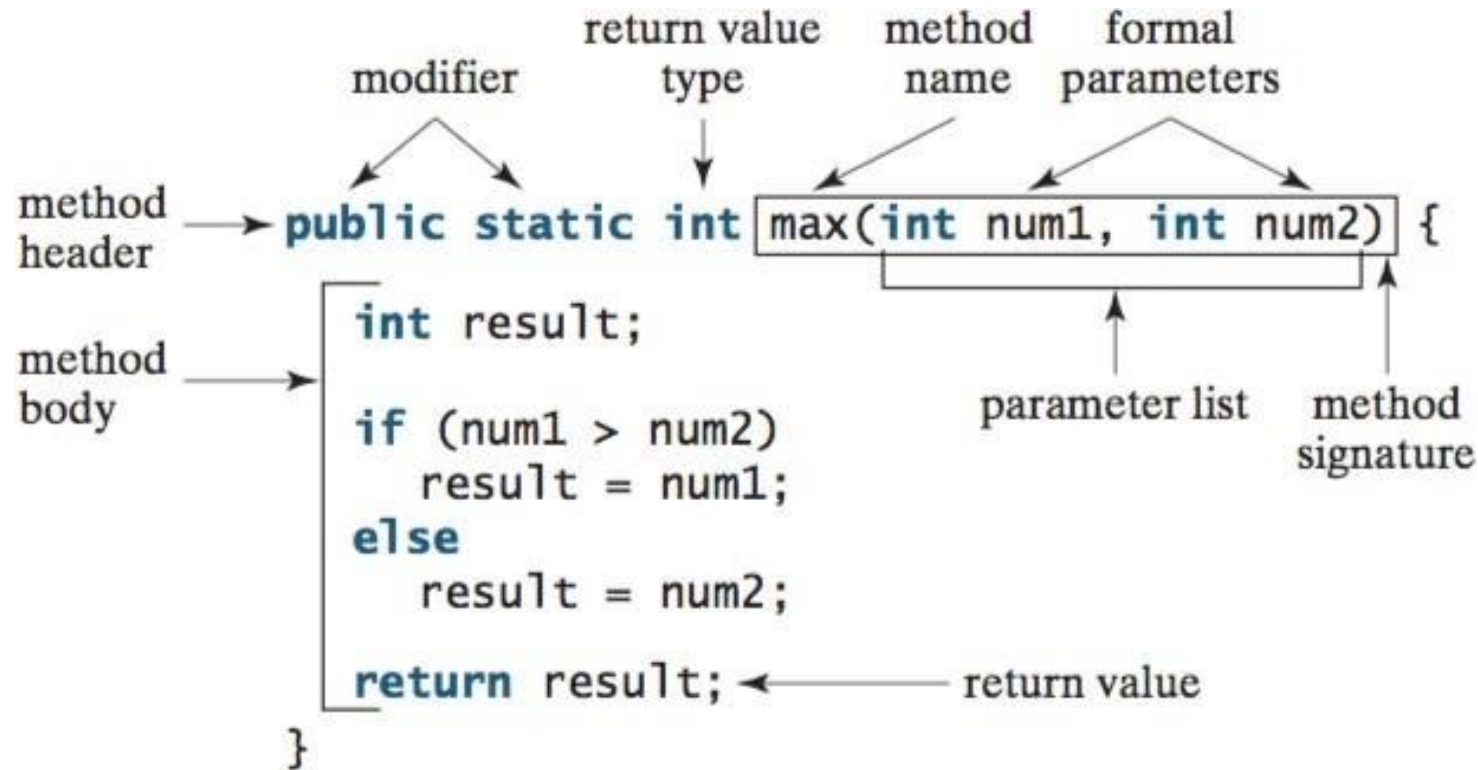 return value method formal
modifier type name parameters
method
header public static int max(int num1, int num2) {
int result;
method
body
parameter list method
signature
if (num1 > num2)
result = num1;
else
result = num2;
return result; return value
}